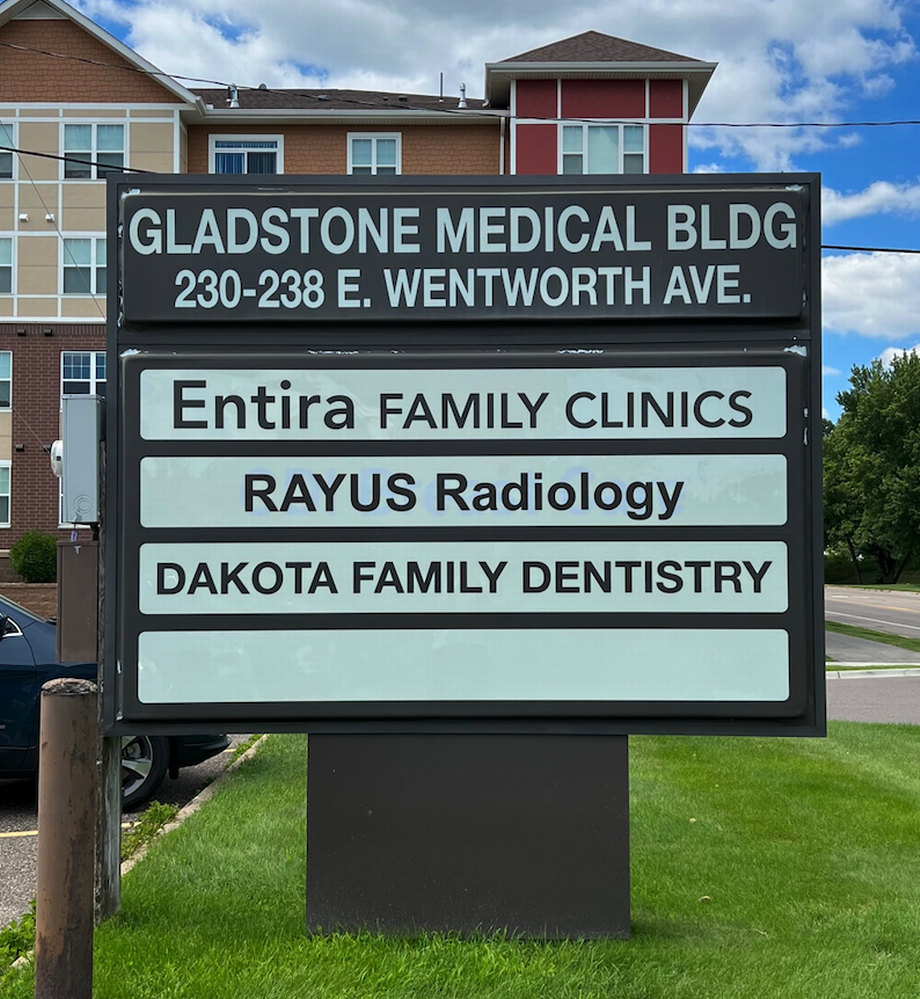 GLADSTONE MEDICAL BLDG
230-238 E. WENTWORTH AVE.
Entira FAMILY CLINICS
RAYUS Radiology
DAKOTA FAMILY DENTISTRY